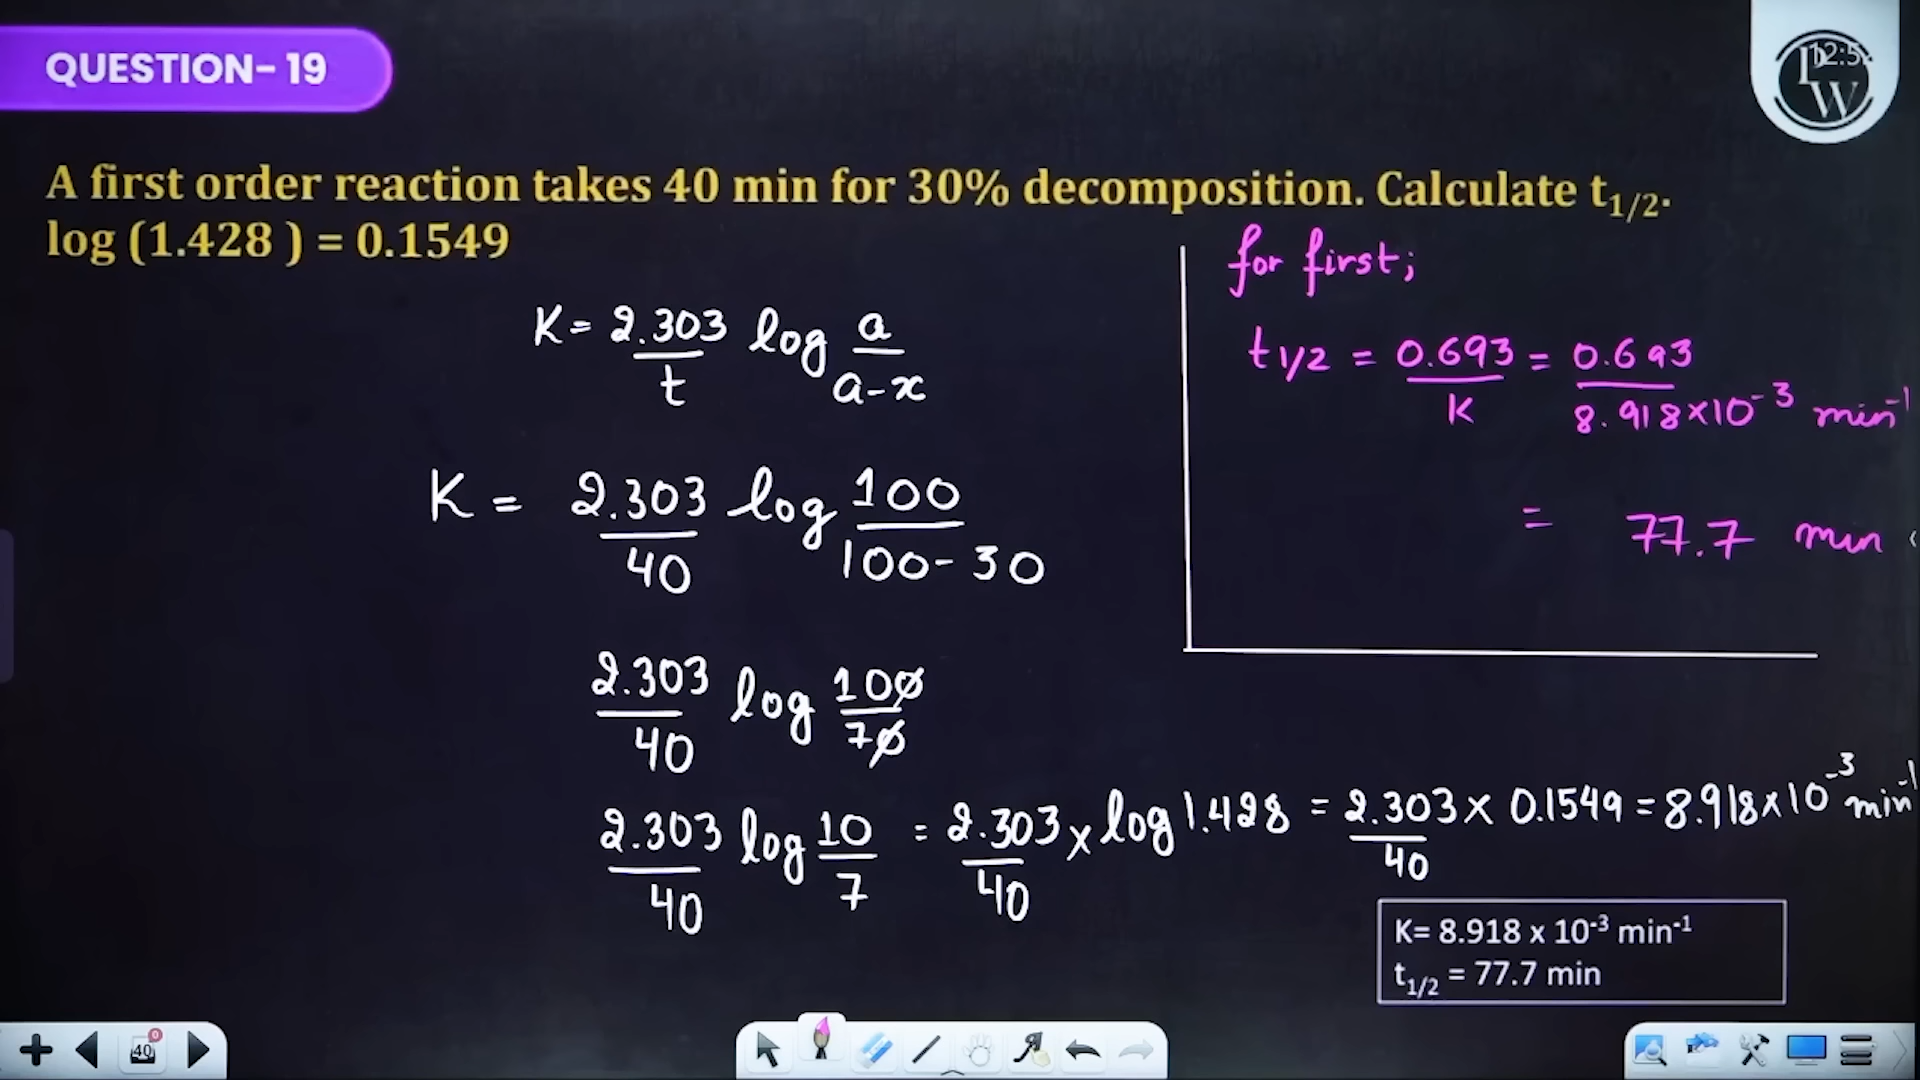 QUESTION- 19
12:5
PW
A first order reaction takes 40 min for 30% decomposition. Calculate t1/2.
log (1.428 ) = 0.1549
for first;
t1/2 = 0.693/K = 0.693/8.918×10^-3 min^-1
= 77.7 min
K = 2.303/t log a/a-x
K = 2.303/40 log 100/100-30
2.303/40 log 100/70
2.303/40 log 10/7 = 2.303/40 × log 1.428 = 2.303/40 × 0.1549 = 8.918×10^-3 min^-1
K= 8.918 x 10^-3 min^-1
t1/2 = 77.7 min
40
0